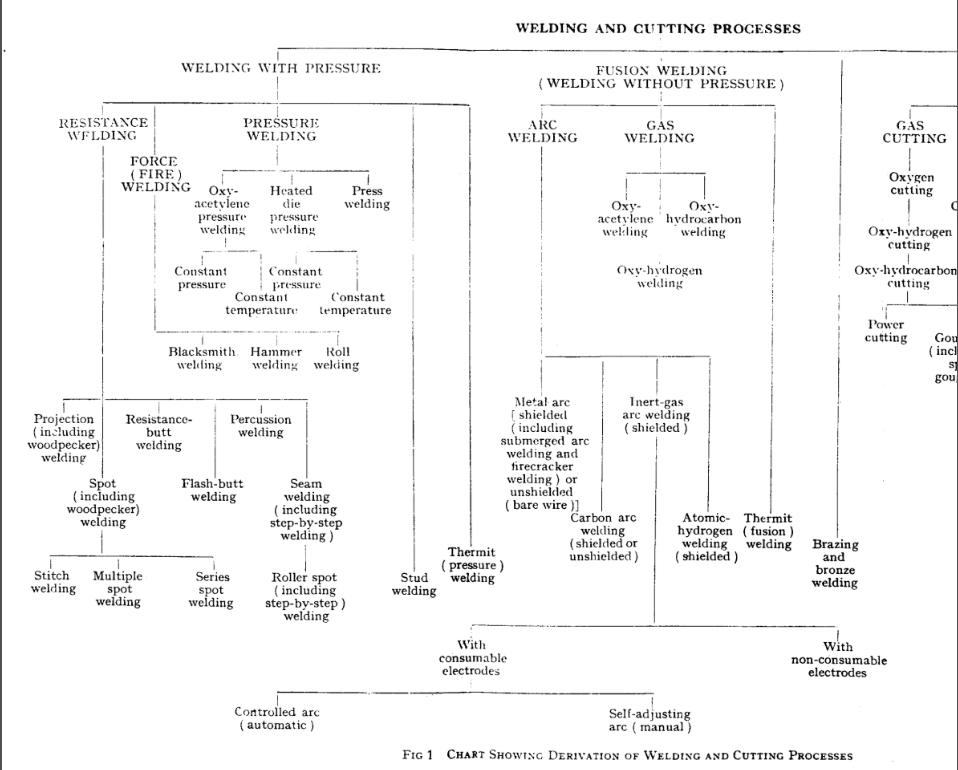 WELDING AND CUTTING PROCESSES
WELDING WITH PRESSURE
FUSION WELDING
( WELDING WITHOUT PRESSURE )
RESISTANCE
WELDING
PRESSURE
WELDING
ARC
WELDING
GAS
WELDING
GAS
CUTTING
FORCE
( FIRE )
WELDING
Oxy-
acetylene
pressure
welding
Heated
die
pressure
welding
Press
welding
Oxy-
acetylene
welding
Oxy-
hydrocarbon
welding
Oxygen
cutting
Oxy-hydrogen
cutting
Constant
pressure
Constant
temperature
Constant
pressure
Constant
temperature
Oxy-hydrogen
welding
Oxy-hydrocarbon
cutting
Power
cutting
Gou
( incl
gou
Blacksmith
welding
Hammer
welding
Roll
welding
Projection
( including
woodpecker)
welding
Resistance-
butt
welding
Percussion
welding
Metal arc
[ shielded
( including
submerged arc
welding and
firecracker
welding ) or
unshielded
( bare wire )]
Inert-gas
arc welding
( shielded )
Spot
( including
woodpecker)
welding
Flash-butt
welding
Seam
welding
( including
step-by-step
welding )
Carbon arc
welding
(shielded or
unshielded )
Atomic-
hydrogen
welding
( shielded )
Thermit
( fusion )
welding
Brazing
and
bronze
welding
Stitch
welding
Multiple
spot
welding
Series
spot
welding
Roller spot
( including
step-by-step )
welding
Stud
welding
Thermit
( pressure )
welding
With
consumable
electrodes
With
non-consumable
electrodes
Controlled arc
( automatic )
Self-adjusting
arc ( manual )
FIG 1 CHART SHOWING DERIVATION OF WELDING AND CUTTING PROCESSES